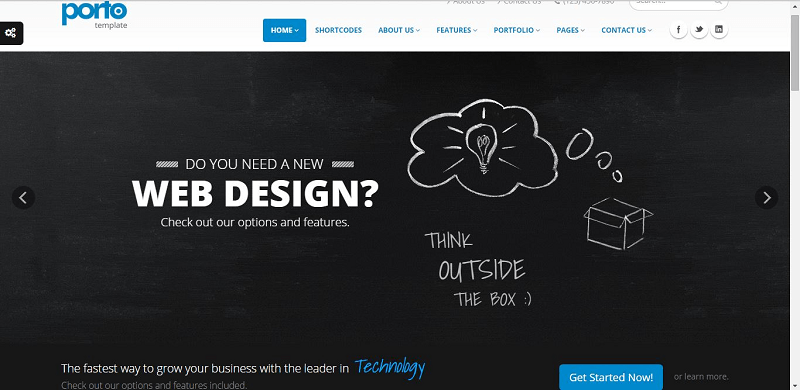 porto
template
> About Us > Contact Us (123) 456-7890 Search...
HOME SHORTCODES ABOUT US FEATURES PORTFOLIO PAGES CONTACT US
DO YOU NEED A NEW
WEB DESIGN?
Check out our options and features.
THINK
OUTSIDE
THE BOX :)
The fastest way to grow your business with the leader in Technology
Check out our options and features included.
Get Started Now! or learn more.